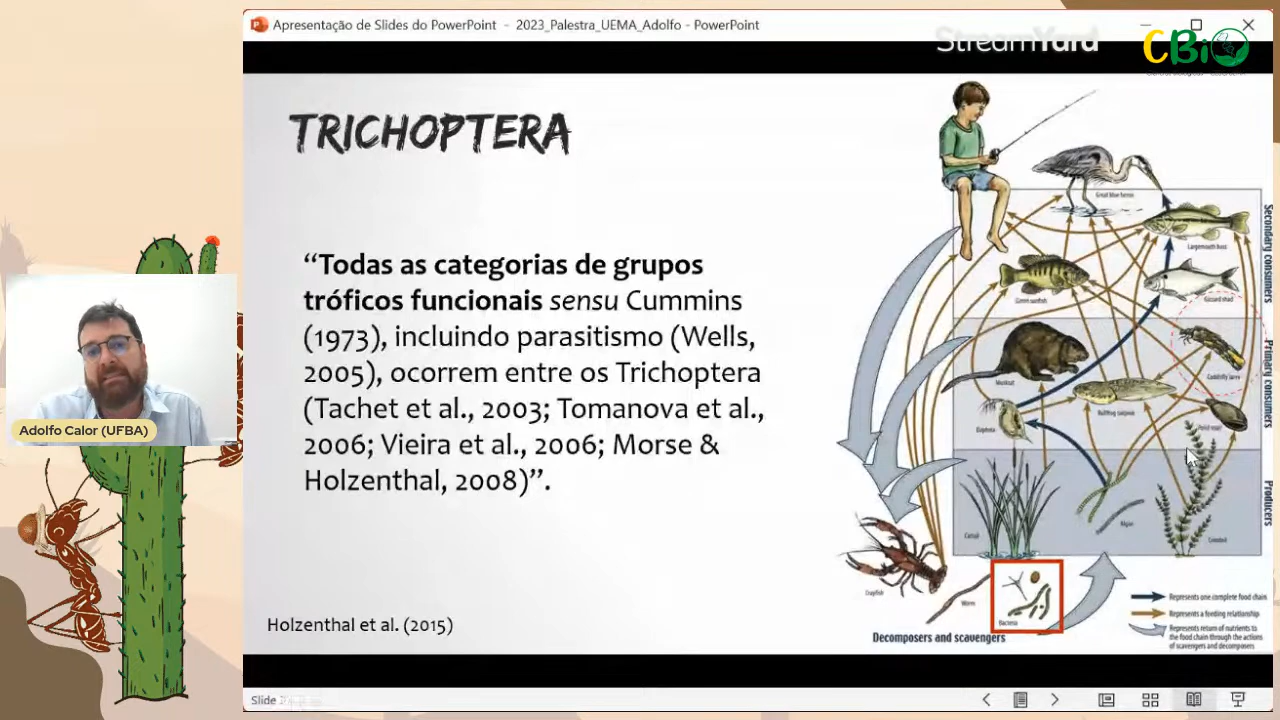 Apresentação de Slides do PowerPoint - 2023_Palestra_UEMA_Adolfo - PowerPoint
StreamYard
CBiO
TRICHOPTERA
“Todas as categorias de grupos
tróficos funcionais sensu Cummins
(1973), incluindo parasitismo (Wells,
2005), ocorrem entre os Trichoptera
(Tachet et al., 2003; Tomanova et al.,
2006; Vieira et al., 2006; Morse &
Holzenthal, 2008)”.
Holzenthal et al. (2015)
Adolfo Calor (UFBA)
Great blue heron
Largemouth bass
Green sunfish
Gizzard shad
Secondary consumers
Muskrat
Caddisfly larva
Bullfrog tadpole
Daphnia
Pond snail
Primary consumers
Cattail
Algae
Coontail
Producers
Crayfish
Worm
Bacteria
Decomposers and scavengers
Represents one complete food chain
Represents a feeding relationship
Represents return of nutrients to
the food chain through the actions
of scavengers and decomposers
Slide